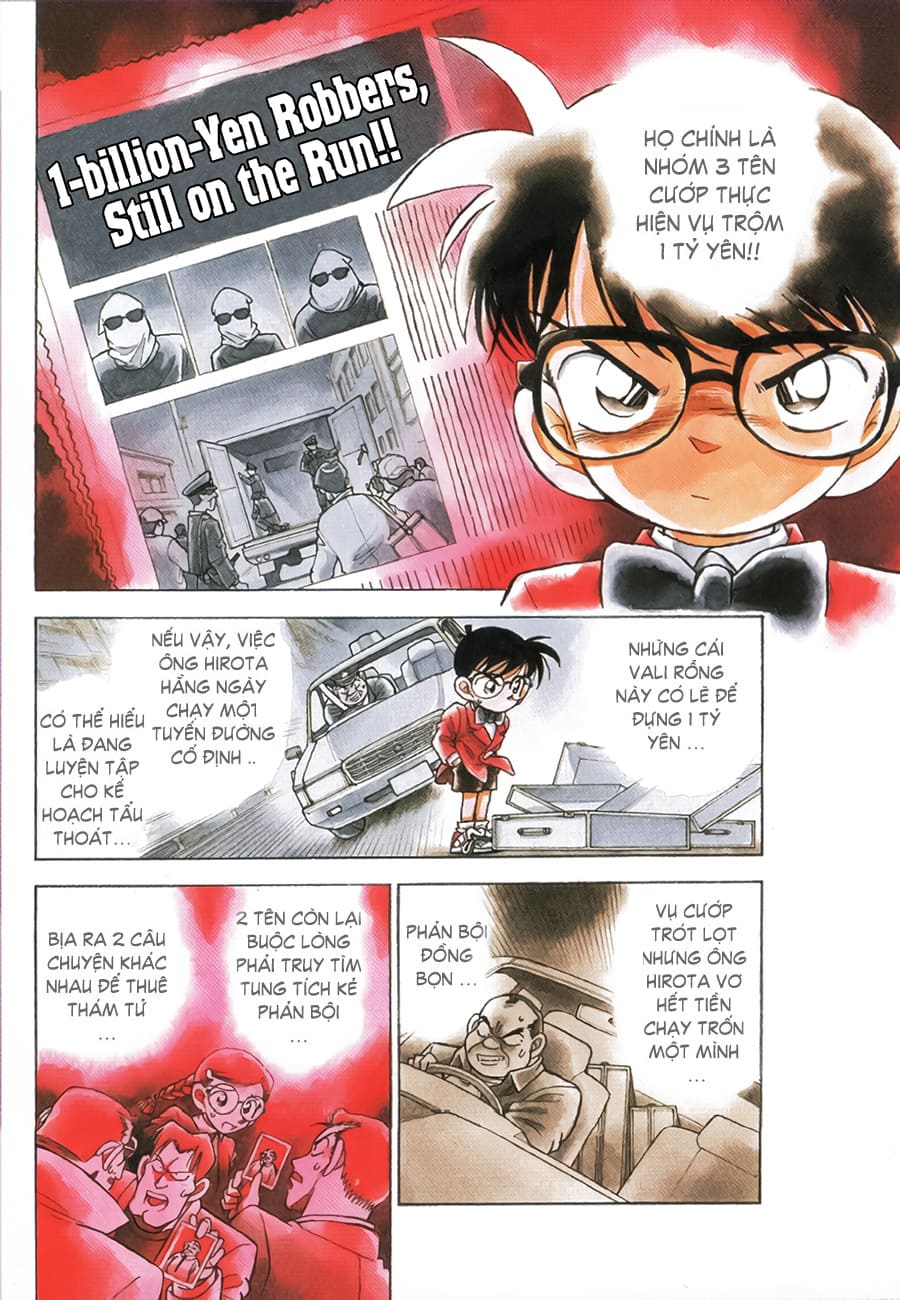 1-billion-Yen Robbers,
Still on the Run!!
HỌ CHÍNH LÀ
NHÓM 3 TÊN
CƯỚP THỰC
HIỆN VỤ TRỘM
1 TỶ YÊN!!
NHỮNG CÁI
VALI RỖNG
NÀY CÓ LẼ ĐỂ
ĐỰNG 1 TỶ
YÊN ...
NẾU VẬY, VIỆC
ÔNG HIROTA
HẰNG NGÀY
CHẠY MỘT
TUYẾN ĐƯỜNG
CỐ ĐỊNH ..
CÓ THỂ HIỂU
LÀ ĐANG
LUYỆN TẬP
CHO KẾ
HOẠCH TẨU
THOÁT...
VỤ CƯỚP
TRÓT LỌT
NHƯNG ÔNG
HIROTA VƠ
HẾT TIỀN
CHẠY TRỐN
MỘT MÌNH
...
PHẢN BỘI
ĐỒNG
BỌN ...
2 TÊN CÒN LẠI
BUỘC LÒNG
PHẢI TRUY TÌM
TUNG TÍCH KẺ
PHẢN BỘI
...
BỊA RA 2 CÂU
CHUYỆN KHÁC
NHAU ĐỂ THUÊ
THÁM TỬ
...